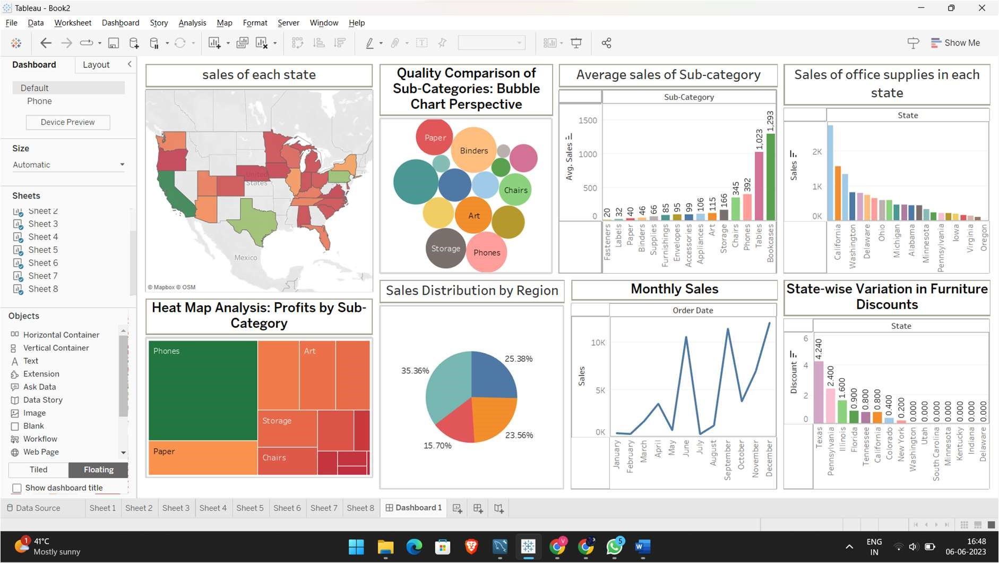 Tableau - Book2
File Data Worksheet Dashboard Story Analysis Map Format Server Window Help
Show Me
Dashboard Layout
Default
Phone
Device Preview
Size
Automatic
Sheets
Sheet 2
Sheet 3
Sheet 4
Sheet 5
Sheet 6
Sheet 7
Sheet 8
Objects
Horizontal Container
Vertical Container
Text
Extension
Ask Data
Data Story
Image
Blank
Workflow
Web Page
Tiled Floating
Show dashboard title
sales of each state
United
States
Mexico
© Mapbox © OSM
Quality Comparison of
Sub-Categories: Bubble
Chart Perspective
Paper
Binders
Chairs
Art
Storage
Phones
Average sales of Sub-category
Sub-Category
Avg. Sales
1500
1000
500
0
20
32
40
46
66
85
95
99
106
115
166
345
392
1,023
1,293
Fasteners
Labels
Paper
Binders
Supplies
Furnishings
Envelopes
Accessories
Appliances
Art
Storage
Chairs
Phones
Tables
Bookcases
Sales of office supplies in each
state
State
Sales
2K
1K
0K
California
Washington
Delaware
Ohio
Michigan
Alabama
Minnesota
Pennsylvania
Iowa
Virginia
Oregon
Heat Map Analysis: Profits by Sub-
Category
Phones
Art
Storage
Paper
Chairs
Sales Distribution by Region
25.38%
35.36%
23.56%
15.70%
Monthly Sales
Order Date
Sales
10K
5K
0K
January
February
March
April
May
June
July
August
September
October
November
December
State-wise Variation in Furniture
Discounts
State
Discount
6
4
2
0
4.240
2.400
1.600
0.900
0.800
0.800
0.400
0.200
0.000
0.000
0.000
0.000
0.000
0.000
0.000
Texas
Pennsylvania
Illinois
Florida
Tennessee
California
Colorado
New York
Washington
Utah
South Carolina
Minnesota
Kentucky
Indiana
Delaware
Data Source Sheet 1 Sheet 2 Sheet 3 Sheet 4 Sheet 5 Sheet 6 Sheet 7 Sheet 8 Dashboard 1
1
41°C
Mostly sunny
V
5
W
ENG
IN
16:48
06-06-2023